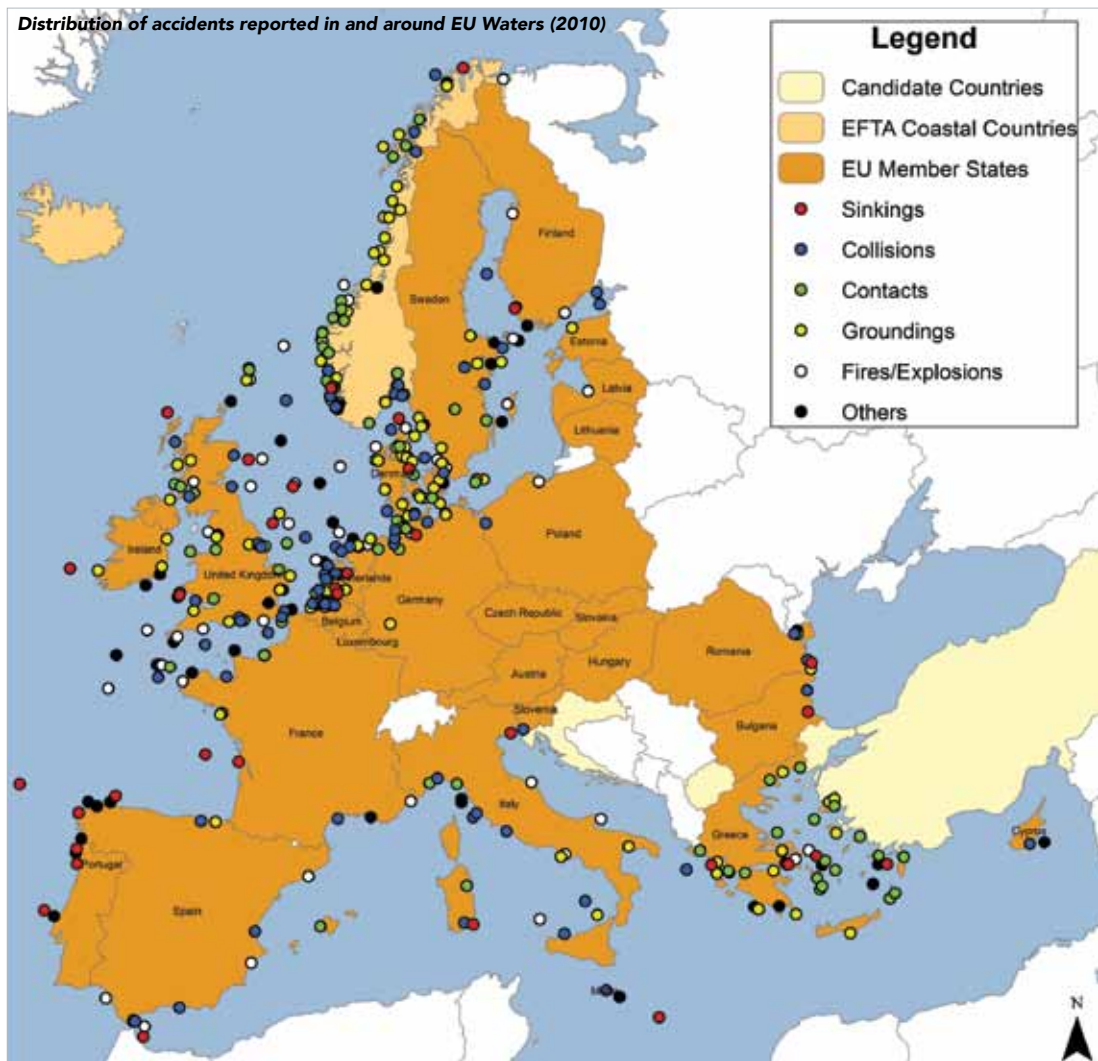 Distribution of accidents reported in and around EU Waters (2010)
Legend
Candidate Countries
EFTA Coastal Countries
EU Member States
Sinkings
Collisions
Contacts
Groundings
Fires/Explosions
Others
Finland
Sweden
Estonia
Latvia
Lithuania
Ireland
United Kingdom
Poland
Germany
Belgium
Czech Republic
Luxembourg
Slovakia
Austria
Hungary
Romania
Slovenia
France
Bulgaria
Italy
Greece
Cyprus
Portugal
Spain
N